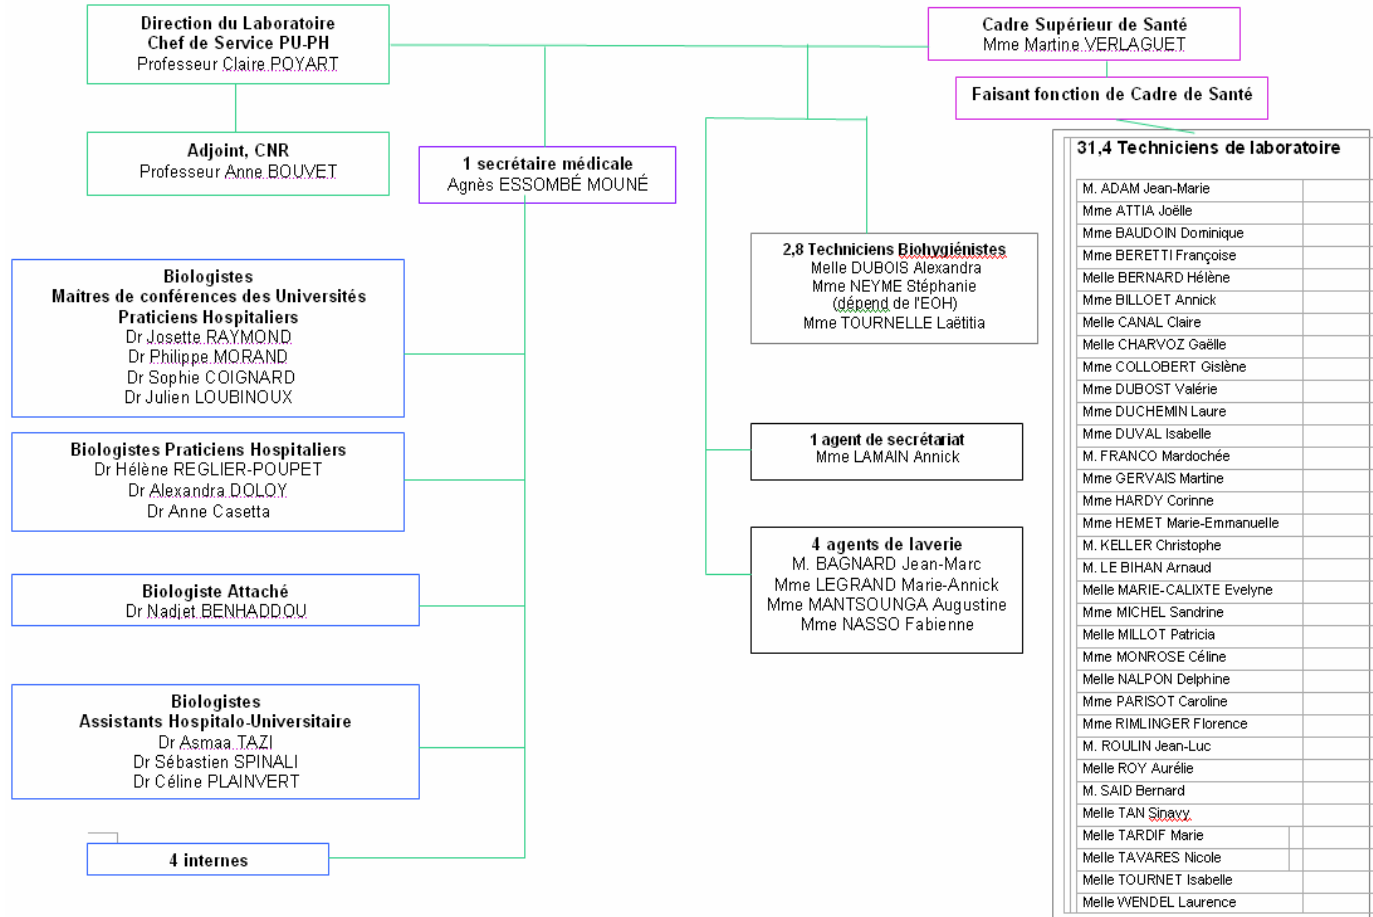 Direction du Laboratoire
Chef de Service PU-PH
Professeur Claire POYART
Cadre Supérieur de Santé
Mme Martine VERLAGUET
Faisant fonction de Cadre de Santé
Adjoint, CNR
Professeur Anne BOUVET
1 secrétaire médicale
Agnès ESSOMBÉ MOUNÉ
Biologistes
Maîtres de conférences des Universités
Praticiens Hospitaliers
Dr Josette RAYMOND
Dr Philippe MORAND
Dr Sophie COIGNARD
Dr Julien LOUBINOUX
Biologistes Praticiens Hospitaliers
Dr Hélène REGLIER-POUPET
Dr Alexandra DOLOY
Dr Anne Casetta
Biologiste Attaché
Dr Nadjet BENHADDOU
Biologistes
Assistants Hospitalo-Universitaire
Dr Asmaa TAZI
Dr Sébastien SPINALI
Dr Céline PLAINVERT
4 internes
2,8 Techniciens Biohygiénistes
Melle DUBOIS Alexandra
Mme NEYME Stéphanie
(dépend de l'EOH)
Mme TOURNELLE Laëtitia
1 agent de secrétariat
Mme LAMAIN Annick
4 agents de laverie
M. BAGNARD Jean-Marc
Mme LEGRAND Marie-Annick
Mme MANTSOUNGA Augustine
Mme NASSO Fabienne
31,4 Techniciens de laboratoire
M. ADAM Jean-Marie
Mme ATTIA Joëlle
Mme BAUDOIN Dominique
Mme BERETTI Françoise
Melle BERNARD Hélène
Mme BILLOET Annick
Melle CANAL Claire
Melle CHARVOZ Gaëlle
Mme COLLOBERT Gislène
Mme DUBOST Valérie
Mme DUCHEMIN Laure
Mme DUVAL Isabelle
M. FRANCO Mardochée
Mme GERVAIS Martine
Mme HARDY Corinne
Mme HEMET Marie-Emmanuelle
M. KELLER Christophe
M. LE BIHAN Arnaud
Melle MARIE-CALIXTE Evelyne
Mme MICHEL Sandrine
Melle MILLOT Patricia
Mme MONROSE Céline
Melle NALPON Delphine
Mme PARISOT Caroline
Mme RIMLINGER Florence
M. ROULIN Jean-Luc
Melle ROY Aurélie
M. SAID Bernard
Melle TAN Sinavy
Melle TARDIF Marie
Melle TAVARES Nicole
Melle TOURNET Isabelle
Melle WENDEL Laurence